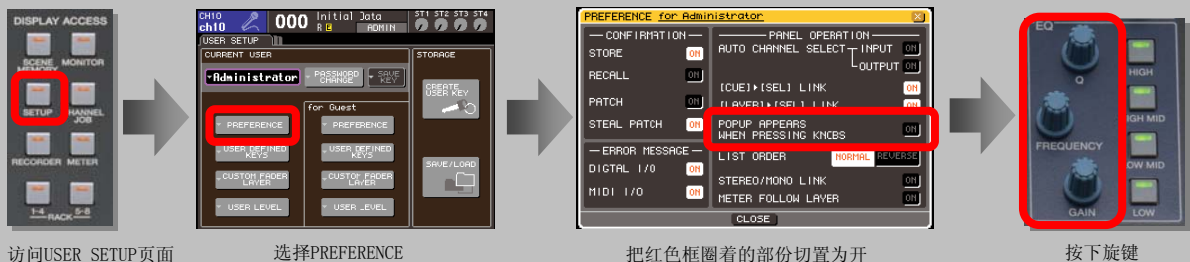 DISPLAY ACCESS
SCENE MEMORY
MONITOR
SETUP
CHANNEL JOB
RECORDER
METER
1-4
RACK
5-8
CH10
ch10
000
Initial Data
R E
ADMIN
ST1 ST2 ST3 ST4
USER SETUP
CURRENT USER
STORAGE
Administrator
PASSWORD CHANGE
SAVE KEY
CREATE USER KEY
for Guest
PREFERENCE
PREFERENCE
USER DEFINED KEYS
USER DEFINED KEYS
CUSTOM FADER LAYER
CUSTOM FADER LAYER
USER LEVEL
USER LEVEL
SAVE/LOAD
PREFERENCE for Administrator
CONFIRMATION
STORE ON
RECALL ON
PATCH ON
STEAL PATCH ON
ERROR MESSAGE
DIGTAL I/O ON
MIDI I/O ON
PANEL OPERATION
AUTO CHANNEL SELECT INPUT ON
OUTPUT ON
[CUE]▶[SEL] LINK ON
[LAYER]▶[SEL] LINK ON
POPUP APPEARS
WHEN PRESSING KNOBS ON
LIST ORDER NORMAL REVERSE
STEREO/MONO LINK ON
METER FOLLOW LAYER ON
CLOSE
EQ
Q
FREQUENCY
GAIN
HIGH
HIGH MID
LOW MID
LOW
访问USER SETUP页面
选择PREFERENCE
把红色框圈着的部份切置为开
按下旋键